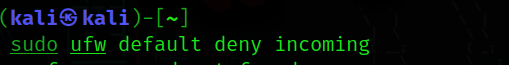 (kali㉿kali)-[~]
sudo ufw default deny incoming